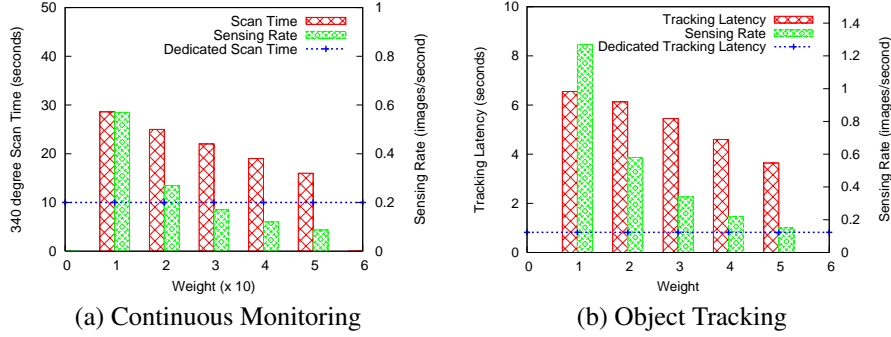 50
40
30
20
10
0
340 degree Scan Time (seconds)
Scan Time
Sensing Rate
Dedicated Scan Time
1
0.8
0.6
0.4
0.2
0
Sensing Rate (images/second)
0 1 2 3 4 5 6
Weight (x 10)
(a) Continuous Monitoring
10
8
6
4
2
0
Tracking Latency (seconds)
Tracking Latency
Sensing Rate
Dedicated Tracking Latency
1.4
1.2
1
0.8
0.6
0.4
0.2
0
Sensing Rate (images/second)
0 1 2 3 4 5 6
Weight
(b) Object Tracking